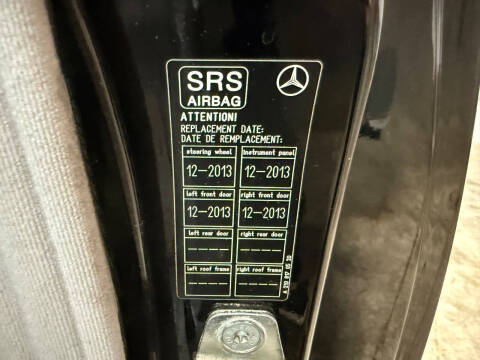 SRS
AIRBAG
ATTENTION!
REPLACEMENT DATE:
DATE DE REMPLACEMENT:
steering wheel instrument panel
12-2013 12-2013
left front door right front door
12-2013 12-2013
left rear door right rear door
----- -----
left roof frame right roof frame
----- -----